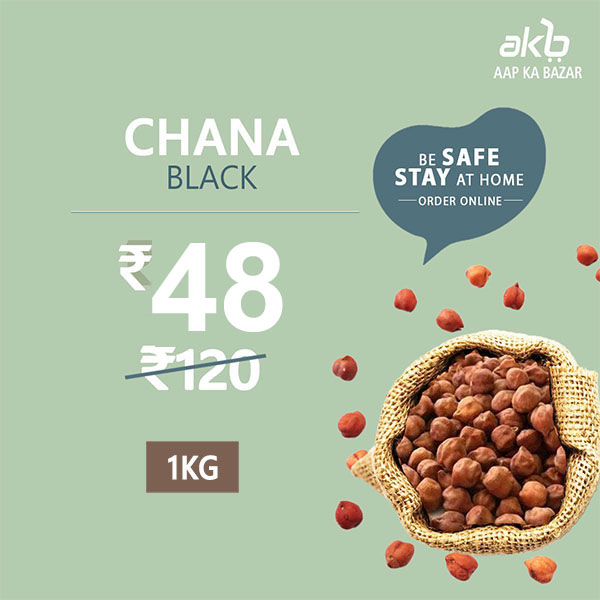 akb
AAP KA BAZAR
CHANA
BLACK
BE SAFE
STAY AT HOME
ORDER ONLINE
₹48
₹120
1KG